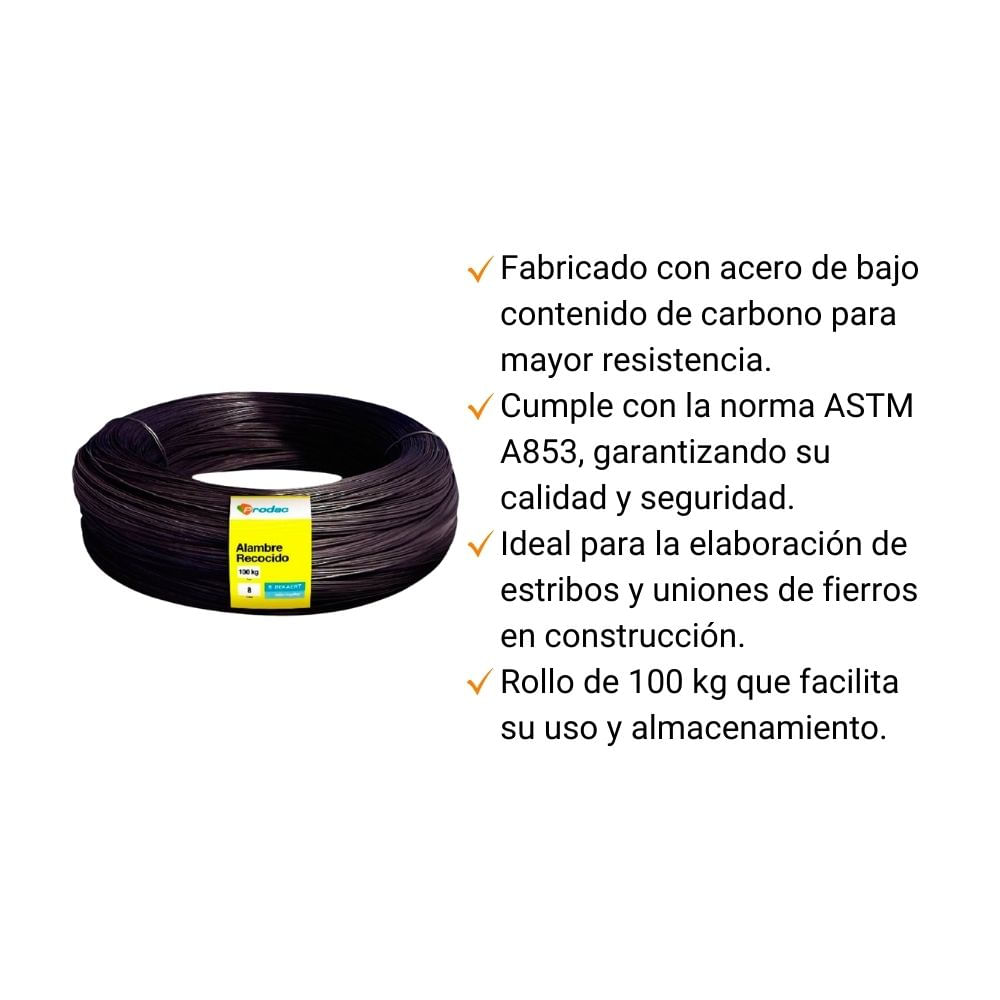 Fabricado con acero de bajo
contenido de carbono para
mayor resistencia.
Cumple con la norma ASTM
A853, garantizando su
calidad y seguridad.
Ideal para la elaboración de
estribos y uniones de fierros
en construcción.
Rollo de 100 kg que facilita
su uso y almacenamiento.
Prodac
Alambre
Recocido
100 kg
8
BEKAERT